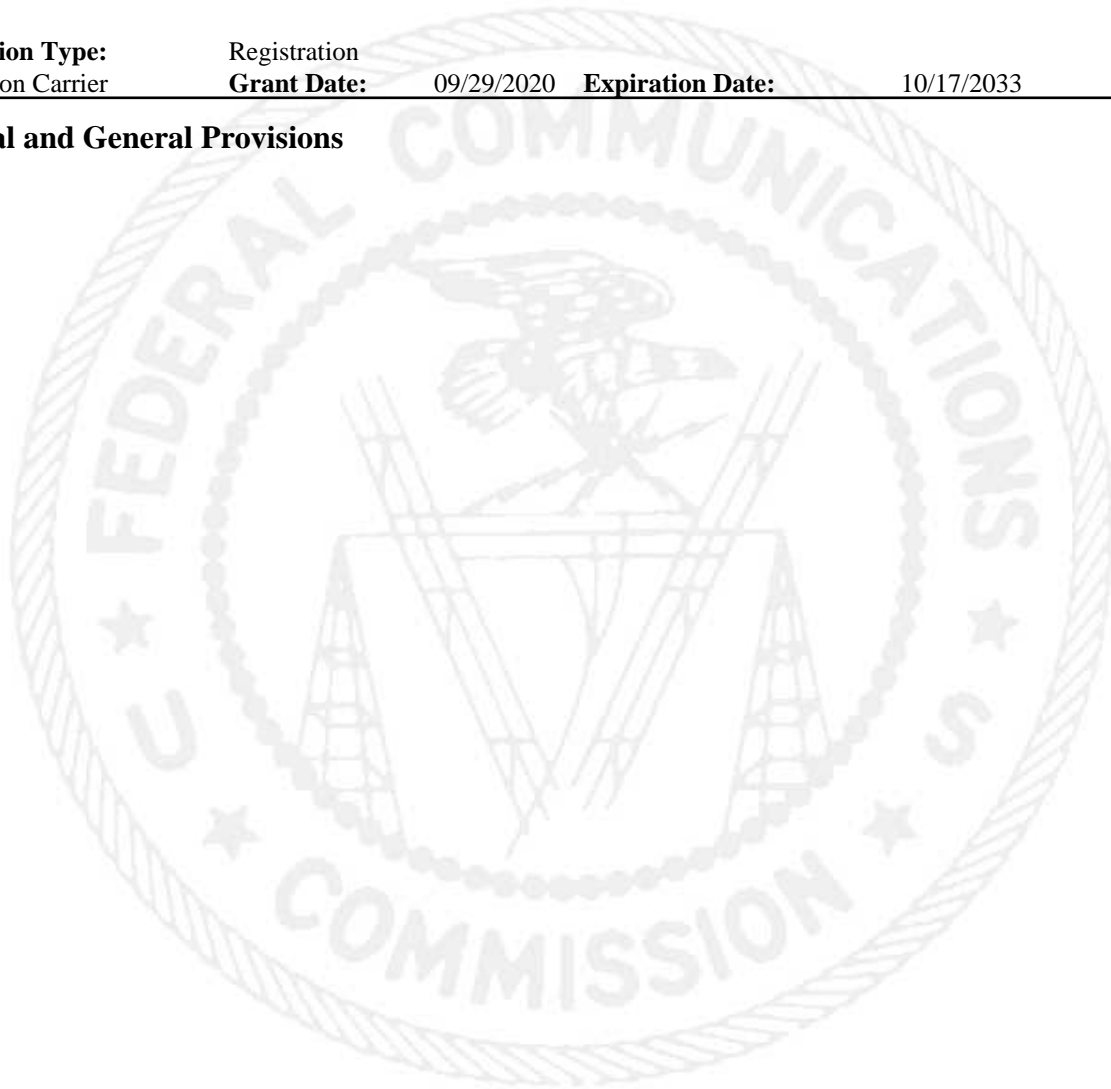 ion Type: Registration
on Carrier Grant Date: 09/29/2020 Expiration Date: 10/17/2033
al and General Provisions
FEDERAL COMMUNICATIONS
COMMISSION
U S